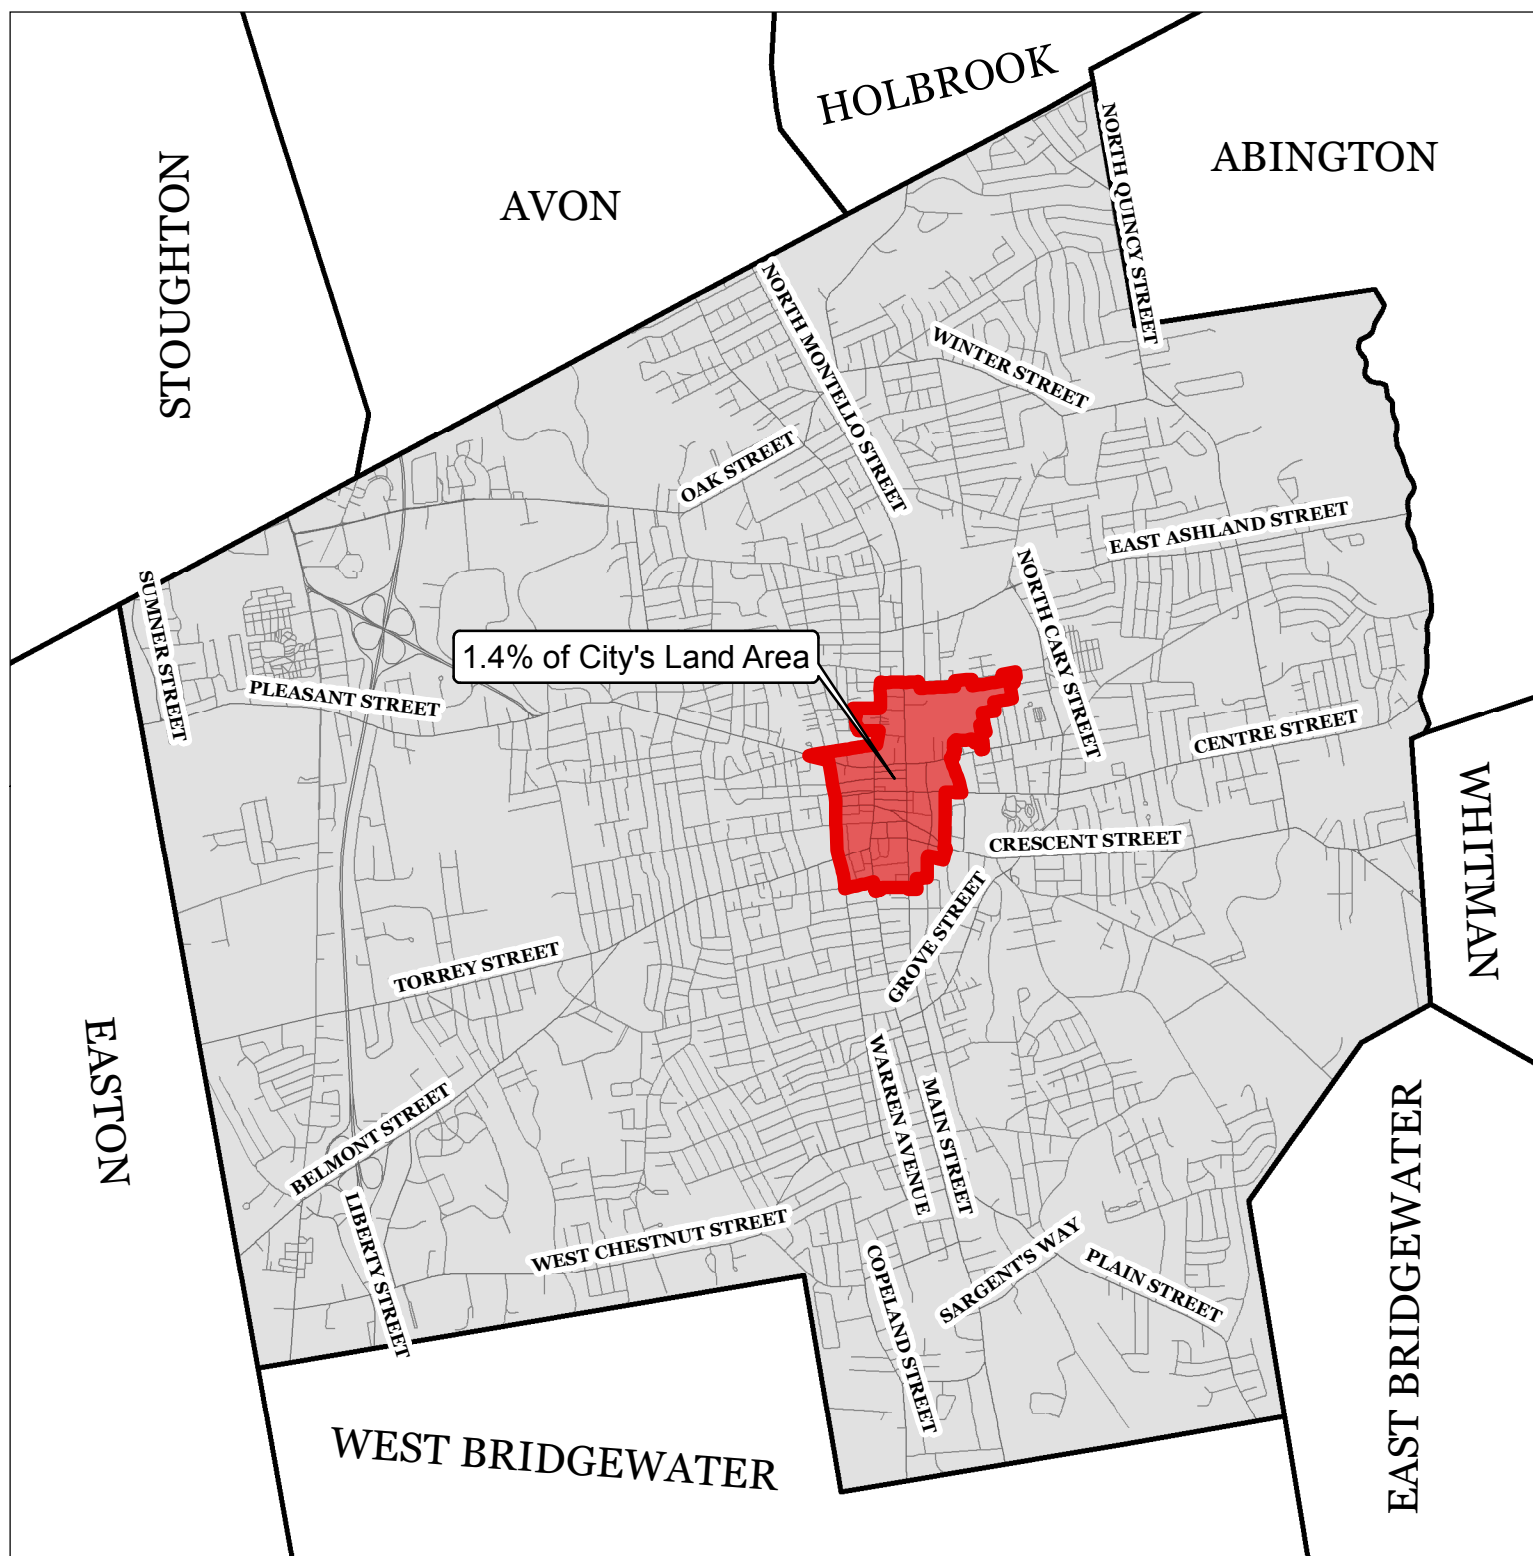 HOLBROOK
ABINGTON
AVON
STOUGHTON
NORTH QUINCY STREET
NORTH MONTELLO STREET
WINTER STREET
OAK STREET
EAST ASHLAND STREET
SUMNER STREET
NORTH CARY STREET
1.4% of City's Land Area
PLEASANT STREET
CENTRE STREET
WHITMAN
CRESCENT STREET
GROVE STREET
TORREY STREET
EASTON
WARREN AVENUE
MAIN STREET
BELMONT STREET
EAST BRIDGEWATER
LIBERTY STREET
WEST CHESTNUT STREET
COPELAND STREET
SARGENT'S WAY
PLAIN STREET
WEST BRIDGEWATER